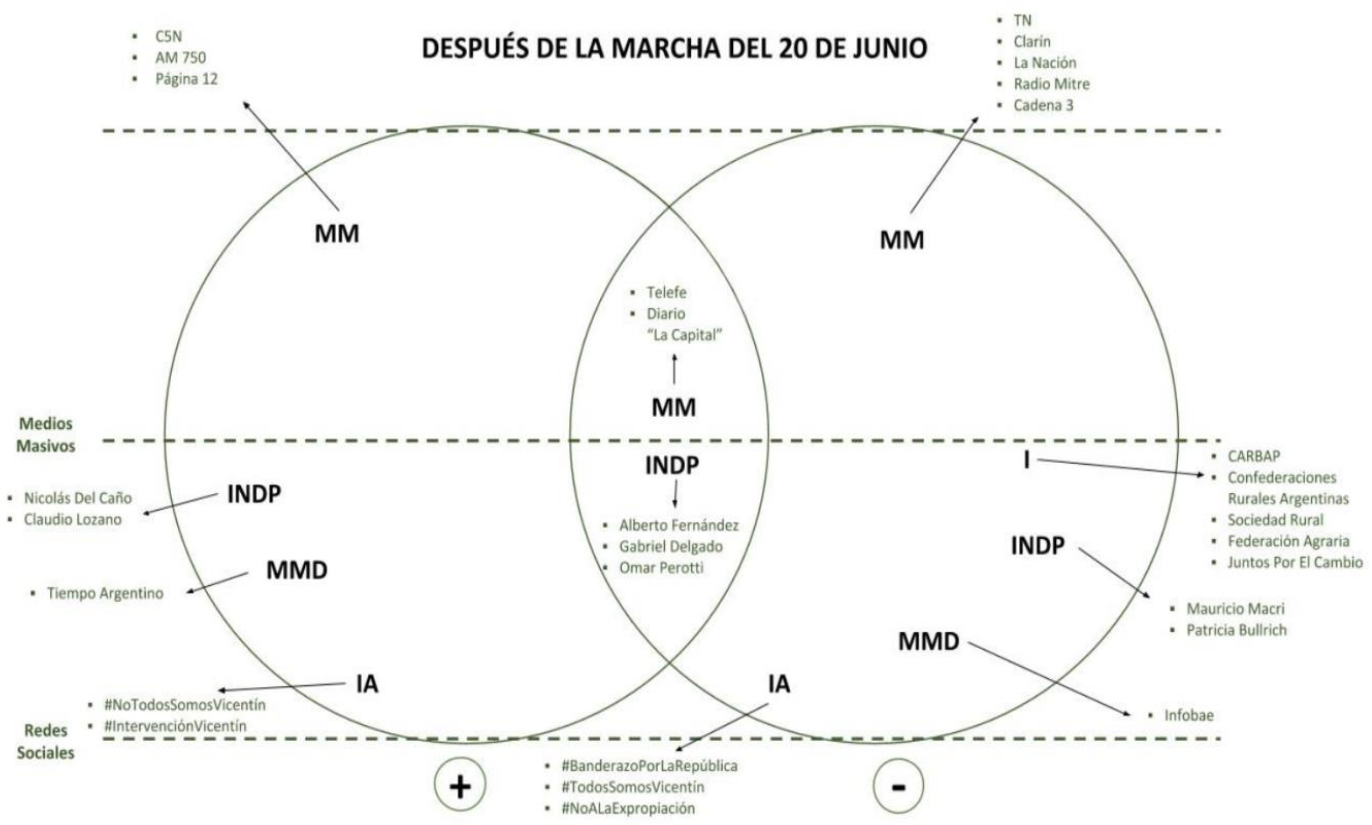 DESPUÉS DE LA MARCHA DEL 20 DE JUNIO
▪ C5N
▪ AM 750
▪ Página 12
▪ TN
▪ Clarín
▪ La Nación
▪ Radio Mitre
▪ Cadena 3
MM
MM
▪ Telefe
▪ Diario
“La Capital”
MM
Medios
Masivos
INDP
▪ Nicolás Del Caño
▪ Claudio Lozano
MMD
▪ Tiempo Argentino
IA
▪ #NoTodosSomosVicentín
▪ #IntervenciónVicentín
INDP
▪ Alberto Fernández
▪ Gabriel Delgado
▪ Omar Perotti
I
▪ CARBAP
▪ Confederaciones
Rurales Argentinas
▪ Sociedad Rural
▪ Federación Agraria
▪ Juntos Por El Cambio
INDP
▪ Mauricio Macri
▪ Patricia Bullrich
MMD
▪ Infobae
IA
▪ #BanderazoPorLaRepública
▪ #TodosSomosVicentín
▪ #NoALaExpropiación
Redes
Sociales
+
-